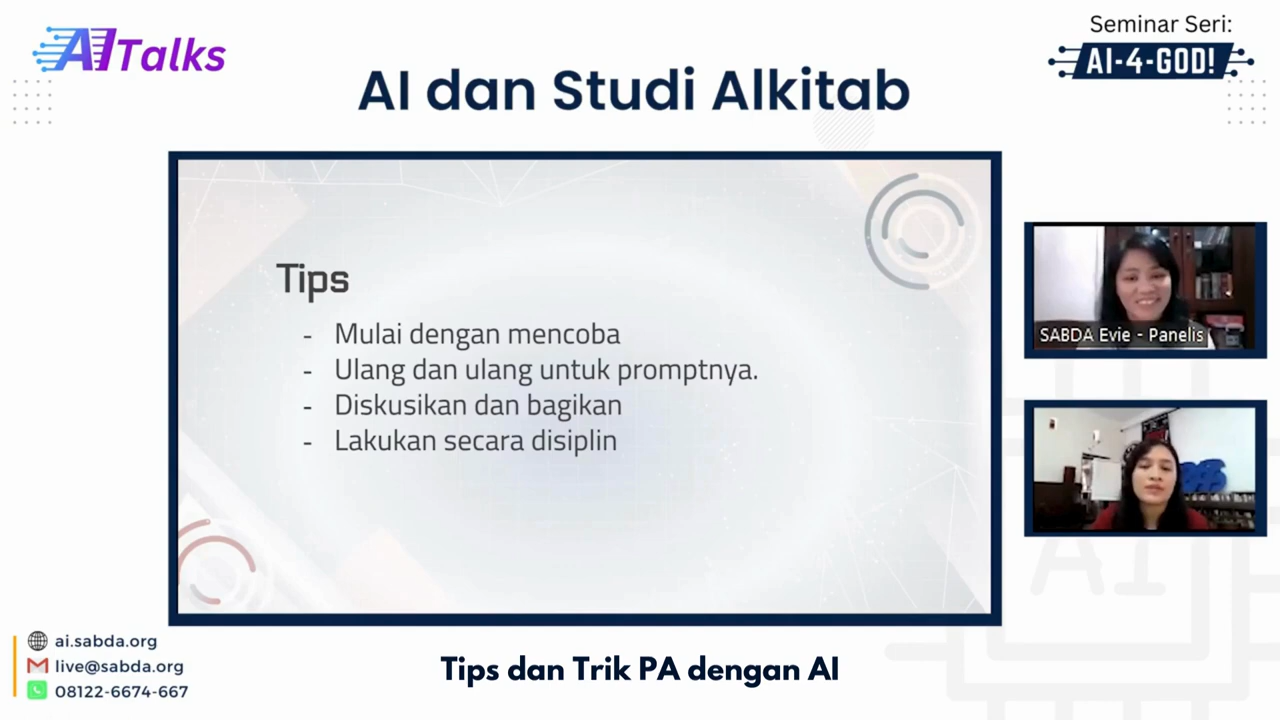 AI Talks
Seminar Seri:
AI-4-GOD!
AI dan Studi Alkitab
Tips
- Mulai dengan mencoba
- Ulang dan ulang untuk promptnya.
- Diskusikan dan bagikan
- Lakukan secara disiplin
SABDA Evie - Panelis
AI
ai.sabda.org
live@sabda.org
08122-6674-667
Tips dan Trik PA dengan AI